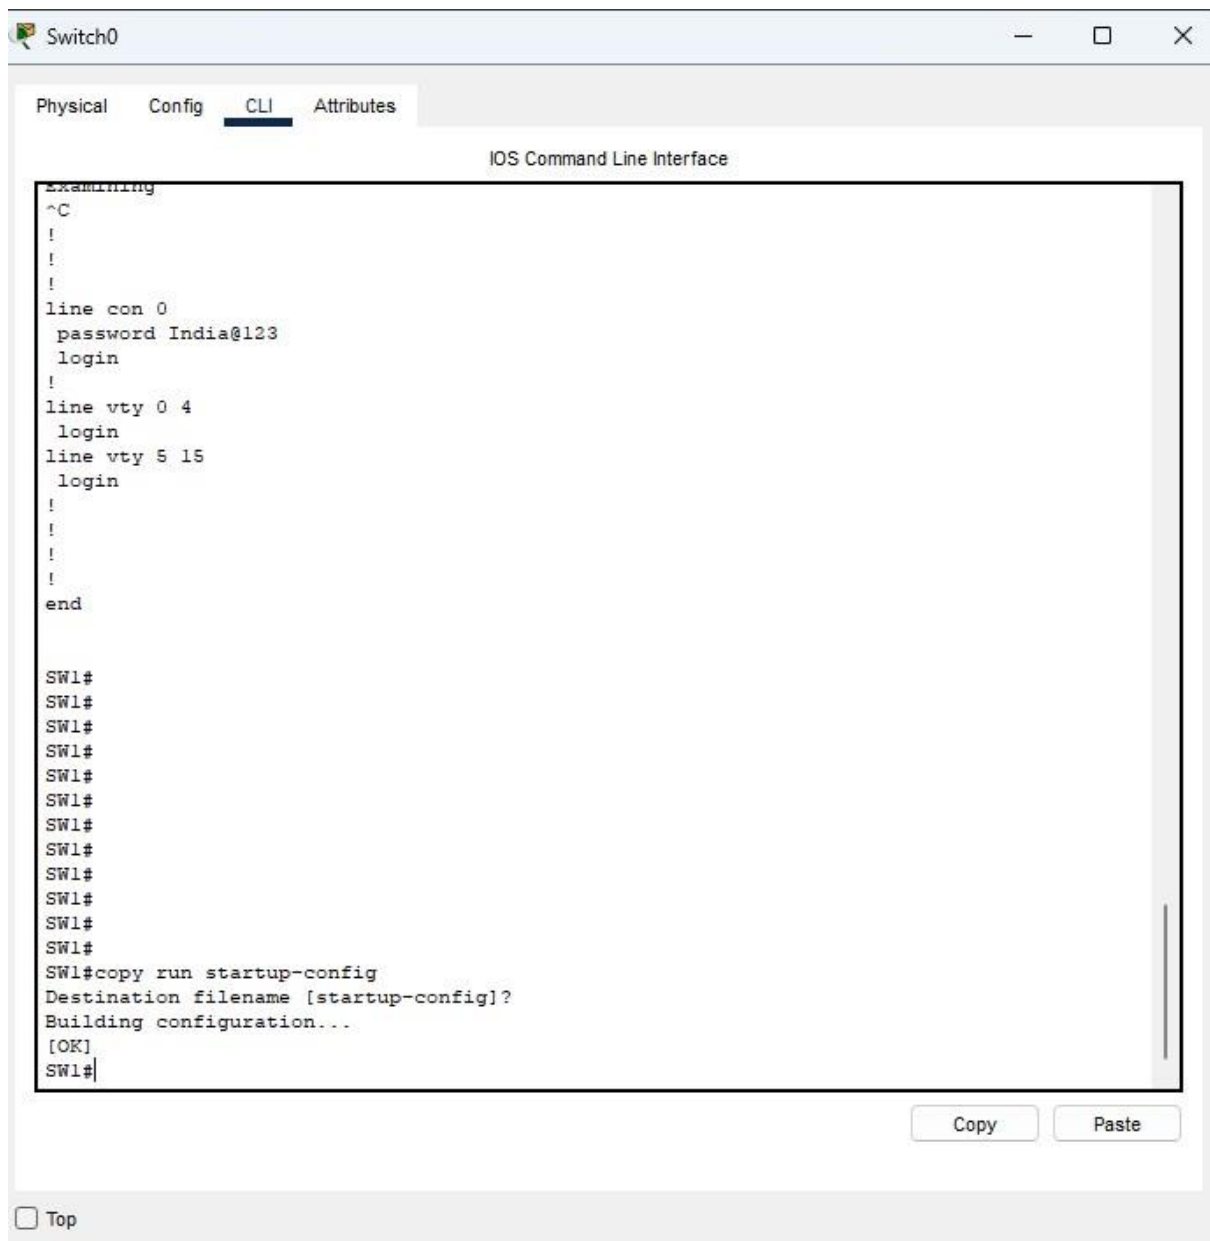 Switch0
Physical Config CLI Attributes
IOS Command Line Interface
Examining
^C
!
!
!
line con 0
 password India@123
 login
!
line vty 0 4
 login
line vty 5 15
 login
!
!
!
!
end
SW1#
SW1#
SW1#
SW1#
SW1#
SW1#
SW1#
SW1#
SW1#
SW1#
SW1#
SW1#
SW1#copy run startup-config
Destination filename [startup-config]?
Building configuration...
[OK]
SW1#
Copy Paste
Top